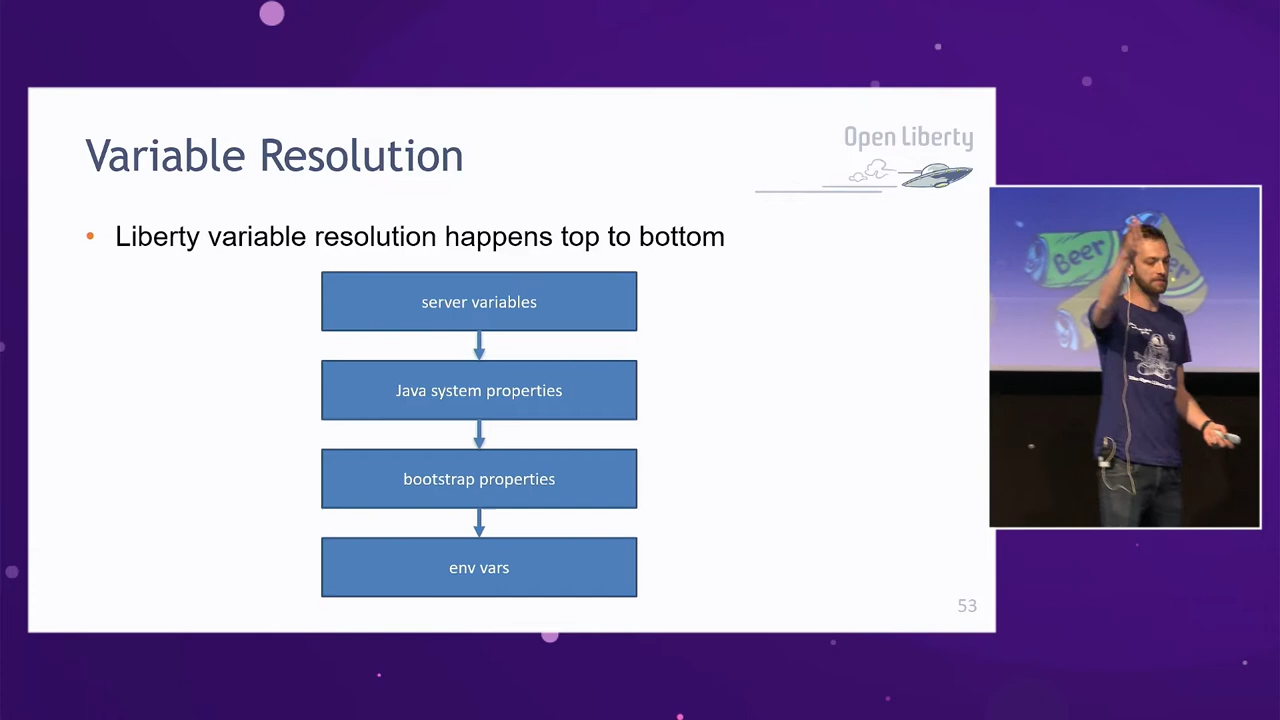 Variable Resolution
Open Liberty
• Liberty variable resolution happens top to bottom
server variables
Java system properties
bootstrap properties
env vars
53
Beer